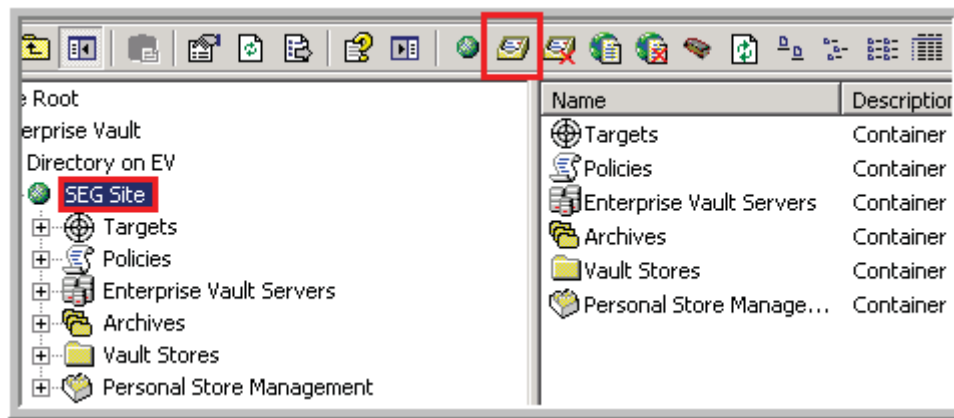 e Root
erprise Vault
Directory on EV
SEG Site
Targets
Policies
Enterprise Vault Servers
Archives
Vault Stores
Personal Store Management
Name Description
Targets Container
Policies Container
Enterprise Vault Servers Container
Archives Container
Vault Stores Container
Personal Store Manage... Container